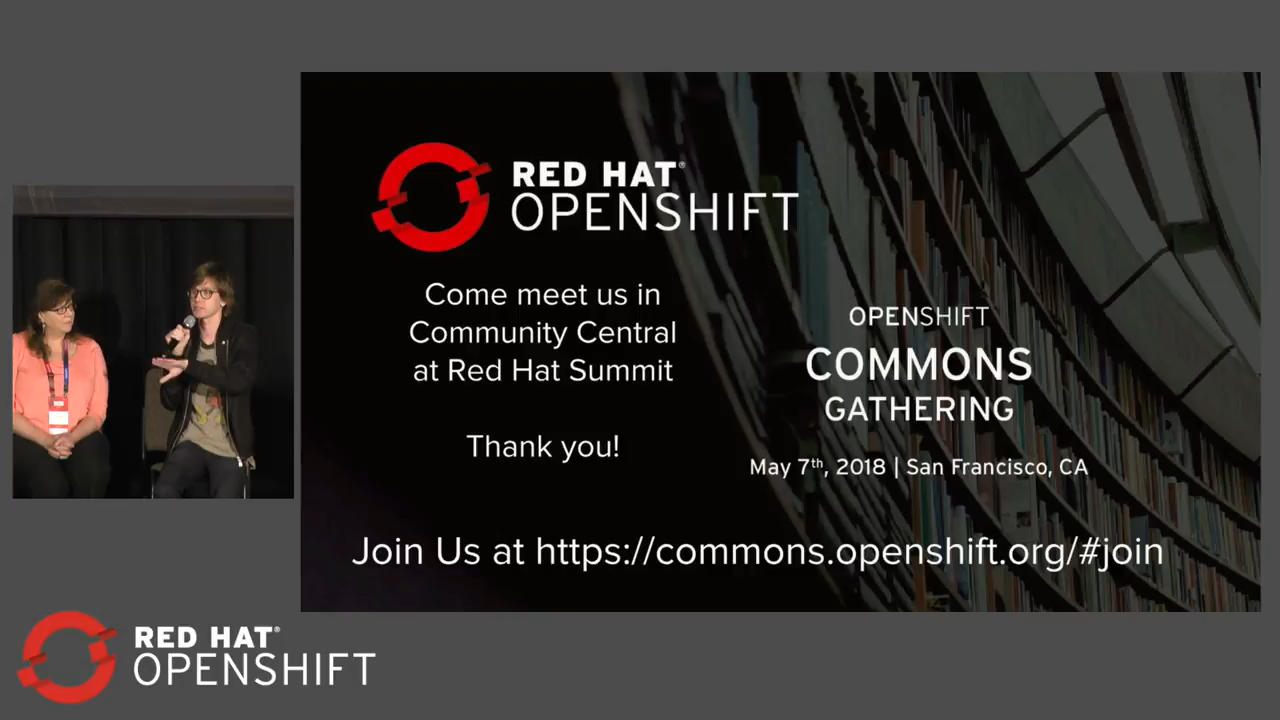 RED HAT®
OPENSHIFT
Come meet us in
Community Central
at Red Hat Summit
Thank you!
OPENSHIFT
COMMONS
GATHERING
May 7th, 2018 | San Francisco, CA
Join Us at https://commons.openshift.org/#join
RED HAT®
OPENSHIFT